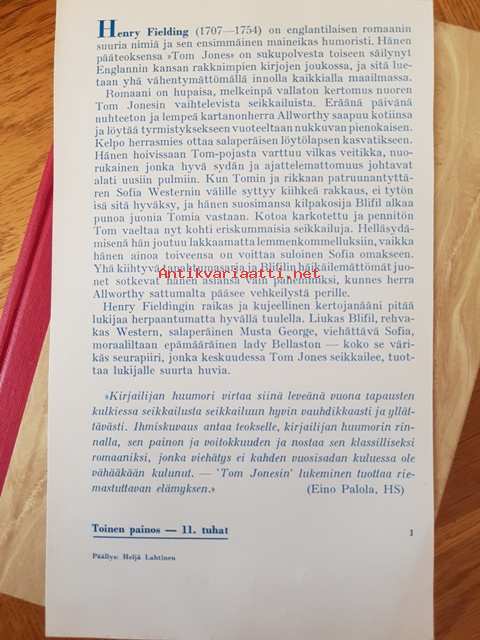 Henry Fielding (1707—1754) on englantilaisen romaanin
suuria nimiä ja sen ensimmäinen maineikas humoristi. Hänen
pääteoksensa »Tom Jones» on sukupolvesta toiseen säilynyt
Englannin kansan rakkaimpien kirjojen joukossa, ja sitä lue-
taan yhä vähentymättömällä innolla kaikkialla maailmassa.
Romaani on hupaisa, melkeinpä vallaton kertomus nuoren
Tom Jonesin vaihtelevista seikkailuista. Eräänä päivänä
nuhteeton ja lempeä kartanonherra Allworthy saapuu kotiinsa
ja löytää tyrmistyksekseen vuoteeltaan nukkuvan pienokaisen.
Kelpo herrasmies ottaa salaperäisen löytölapsen kasvatikseen.
Hänen hoivissaan Tom-pojasta varttuu vilkas veitikka, nuo-
rukainen jonka hyvä sydän ja ajattelemattomuus johtavat
alati uusiin pulmiin. Kun Tomin ja rikkaan patruunantyttä-
ren Sofia Westernin välille syttyy kiihkeä rakkaus, ei tytön
isä sitä hyväksy, ja hänen suosimansa kilpakosija Blifil alkaa
punoa juonia Tomia vastaan. Kotoa karkotettu ja pennitön
Tom vaeltaa nyt kohti eriskummaisia seikkailuja. Helläsydä-
misenä hän joutuu lakkaamatta lemmenkommelluksiin, vaikka
hänen ainoa toiveensa on voittaa suloinen Sofia omakseen.
Yhä kiihtyvä tapahtumasarja ja Blifilin häikäilemättömät juo-
Antikvariaatti.net
net sotkevat hänen asiansa vain pahemmiksi, kunnes herra
Allworthy sattumalta pääsee vehkeilystä perille.
Henry Fieldingin raikas ja kujeellinen kertojanääni pitää
lukijaa herpaantumatta hyvällä tuulella. Liukas Blifil, rehva-
kas Western, salaperäinen Musta George, viehättävä Sofia,
moraaliltaan epämääräinen lady Bellaston — koko se väri-
käs seurapiiri, jonka keskuudessa Tom Jones seikkailee, tuot-
taa lukijalle suurta huvia.
»Kirjailijan huumori virtaa siinä leveänä vuona tapausten
kulkiessa seikkailusta seikkailuun hyvin vauhdikkaasti ja yllät-
tävästi. Ihmiskuvaus antaa teokselle, kirjailijan huumorin rin-
nalla, sen painon ja voitokkuuden ja nostaa sen klassilliseksi
romaaniksi, jonka viehätys ei kahden vuosisadan kuluessa ole
vähääkään kulunut. — 'Tom Jonesin' lukeminen tuottaa rie-
mastuttavan elämyksen.» (Eino Palola, HS)
Toinen painos — 11. tuhat 1
Päällys: Heljä Lahtinen